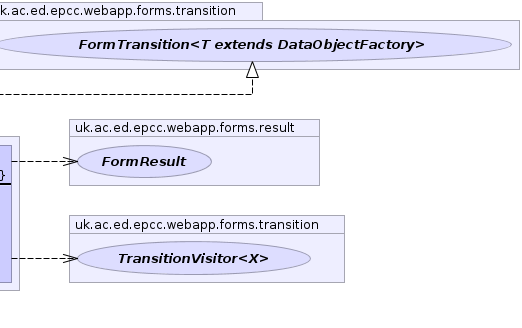 k.ac.ed.epcc.webapp.forms.transition
FormTransition<T extends DataObjectFactory>
uk.ac.ed.epcc.webapp.forms.result
FormResult
}
uk.ac.ed.epcc.webapp.forms.transition
TransitionVisitor<X>